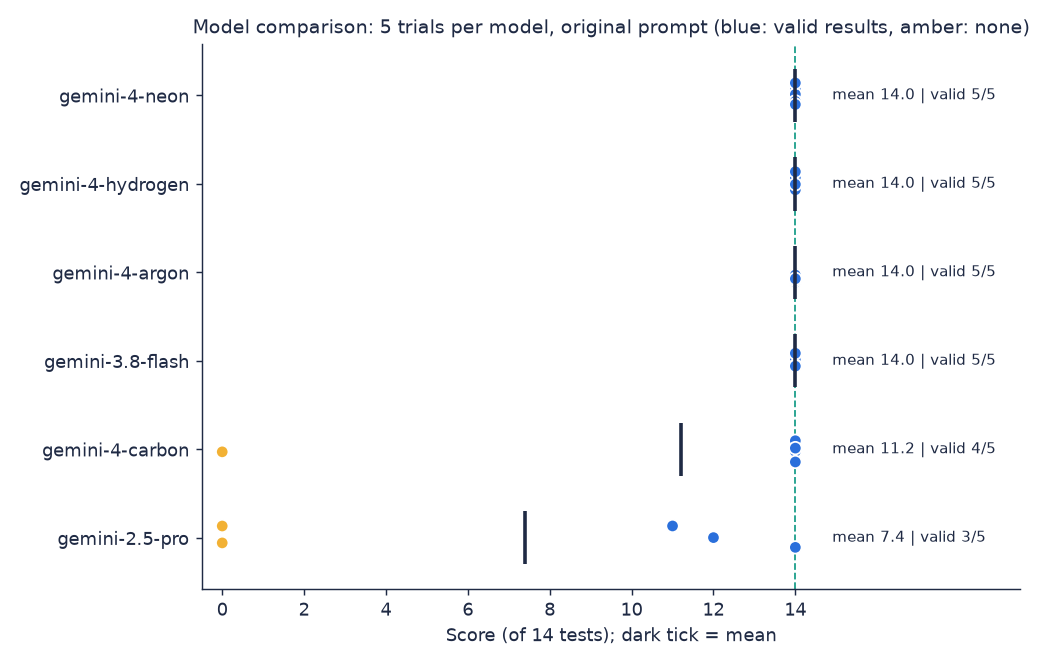 Model comparison: 5 trials per model, original prompt (blue: valid results, amber: none)
gemini-4-neon
mean 14.0 | valid 5/5
gemini-4-hydrogen
mean 14.0 | valid 5/5
gemini-4-argon
mean 14.0 | valid 5/5
gemini-3.8-flash
mean 14.0 | valid 5/5
gemini-4-carbon
mean 11.2 | valid 4/5
gemini-2.5-pro
mean 7.4 | valid 3/5
0 2 4 6 8 10 12 14
Score (of 14 tests); dark tick = mean